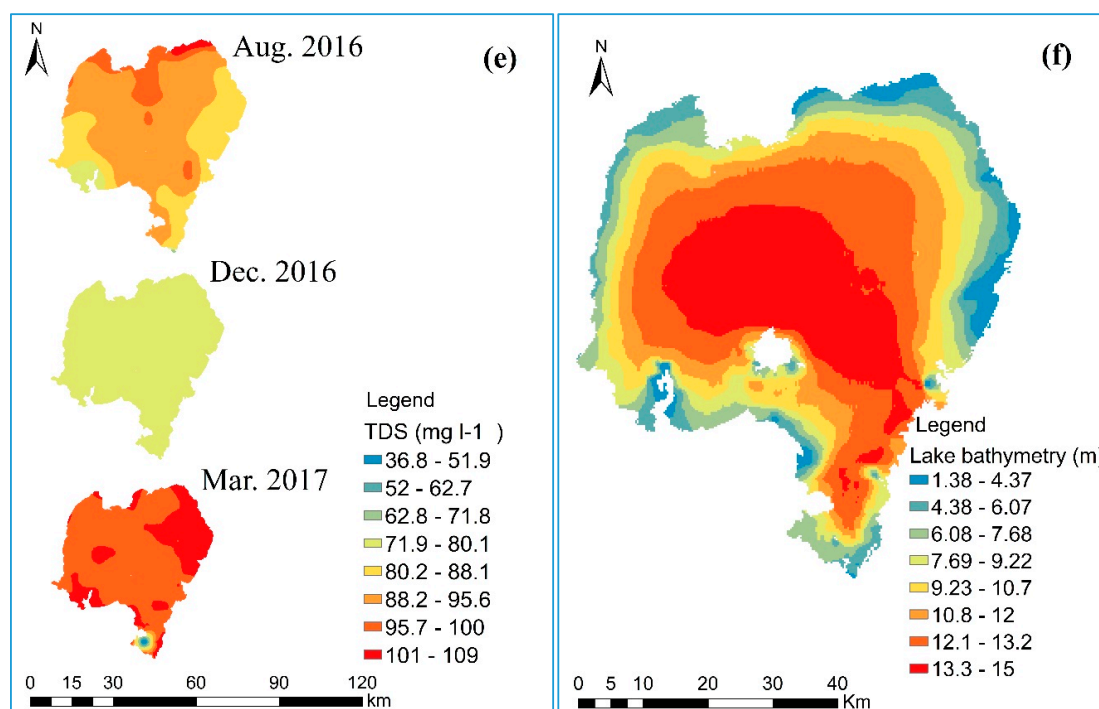 N
Aug. 2016
(e)
Dec. 2016
Mar. 2017
Legend
TDS (mg l-1 )
36.8 - 51.9
52 - 62.7
62.8 - 71.8
71.9 - 80.1
80.2 - 88.1
88.2 - 95.6
95.7 - 100
101 - 109
0 15 30 60 90 120
Km
N
(f)
Legend
Lake bathymetry (m)
1.38 - 4.37
4.38 - 6.07
6.08 - 7.68
7.69 - 9.22
9.23 - 10.7
10.8 - 12
12.1 - 13.2
13.3 - 15
0 10 20 30 40
Km